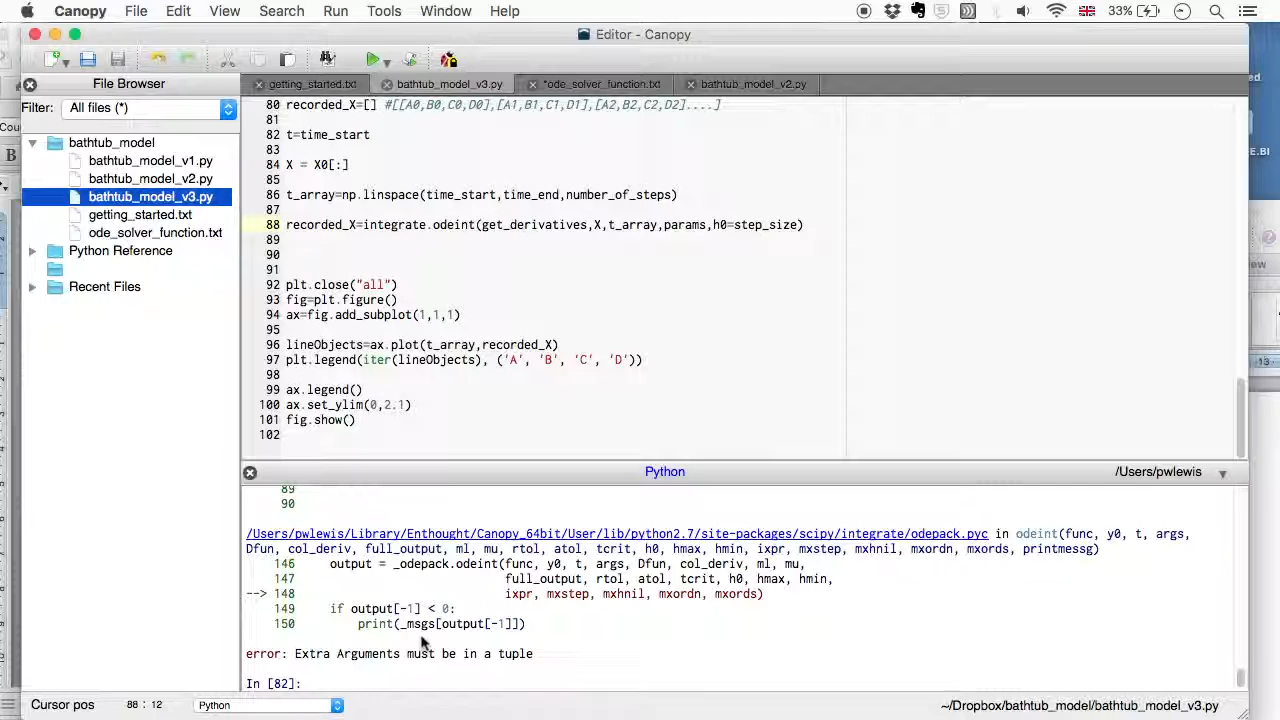 Canopy File Edit View Search Run Tools Window Help 33%
Editor - Canopy
File Browser
getting_started.txt bathtub_model_v3.py *ode_solver_function.txt bathtub_model_v2.py
Filter: All files (*)
bathtub_model
bathtub_model_v1.py
bathtub_model_v2.py
bathtub_model_v3.py
getting_started.txt
ode_solver_function.txt
Python Reference
Recent Files
80 recorded_X=[] #[[A0,B0,C0,D0],[A1,B1,C1,D1],[A2,B2,C2,D2]....]
81
82 t=time_start
83
84 X = X0[:]
85
86 t_array=np.linspace(time_start,time_end,number_of_steps)
87
88 recorded_X=integrate.odeint(get_derivatives,X,t_array,params,h0=step_size)
89
90
91
92 plt.close("all")
93 fig=plt.figure()
94 ax=fig.add_subplot(1,1,1)
95
96 lineObjects=ax.plot(t_array,recorded_X)
97 plt.legend(iter(lineObjects), ('A', 'B', 'C', 'D'))
98
99 ax.legend()
100 ax.set_ylim(0,2.1)
101 fig.show()
102
Python /Users/pwlewis
89
90
/Users/pwlewis/Library/Enthought/Canopy_64bit/User/lib/python2.7/site-packages/scipy/integrate/odepack.pyc in odeint(func, y0, t, args,
Dfun, col_deriv, full_output, ml, mu, rtol, atol, tcrit, h0, hmax, hmin, ixpr, mxstep, mxhnil, mxordn, mxords, printmessg)
146 output = _odepack.odeint(func, y0, t, args, Dfun, col_deriv, ml, mu,
147 full_output, rtol, atol, tcrit, h0, hmax, hmin,
--> 148 ixpr, mxstep, mxhnil, mxordn, mxords)
149 if output[-1] < 0:
150 print(_msgs[output[-1]])
error: Extra Arguments must be in a tuple
In [82]:
Cursor pos 88 : 12 Python ~/Dropbox/bathtub_model/bathtub_model_v3.py
Cou
B
ed
E.BI
iew
13